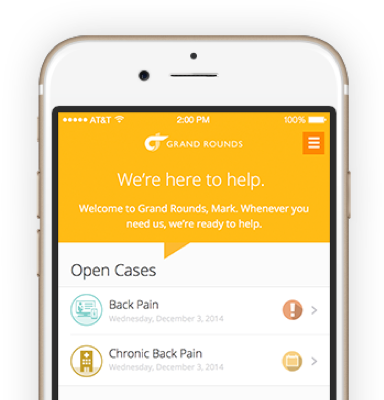 AT&T 2:00 PM 100%
GRAND ROUNDS
We're here to help.
Welcome to Grand Rounds, Mark. Whenever you
need us, we're ready to help.
Open Cases
Back Pain
Wednesday, December 3, 2014
Chronic Back Pain
Wednesday, December 3, 2014